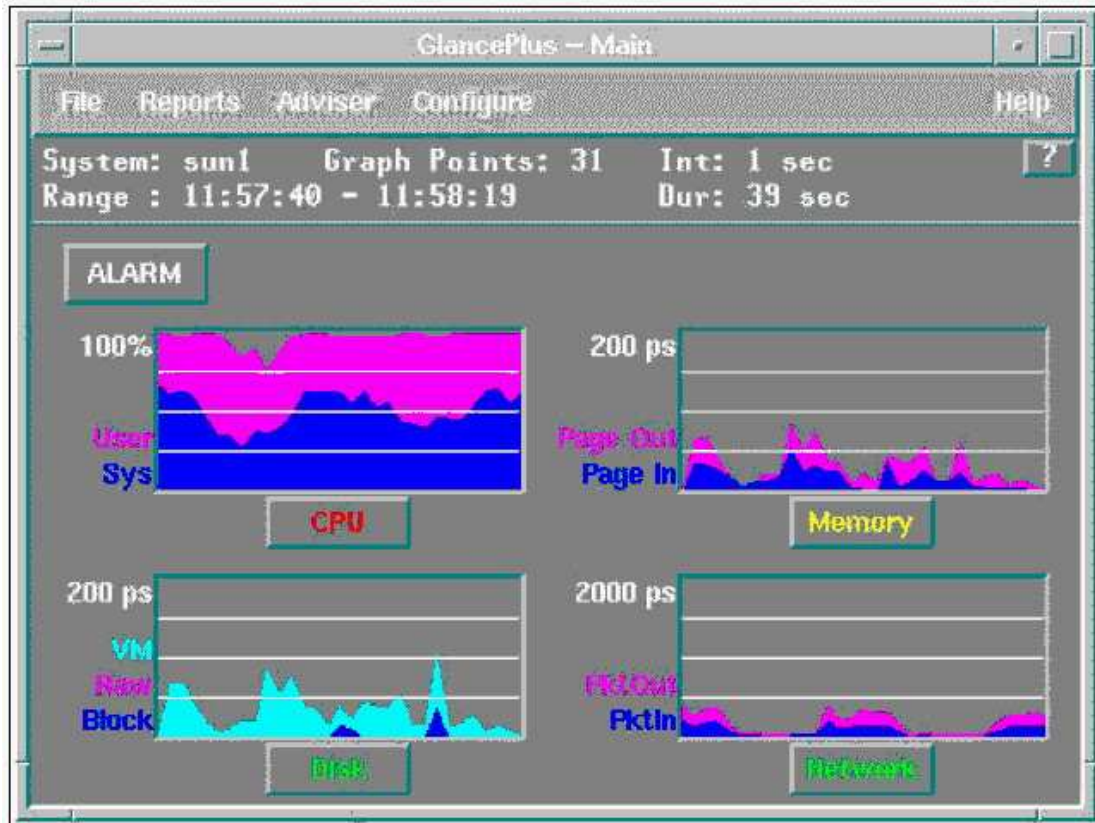 GlancePlus - Main
File Reports Adviser Configure Help
System: sun1 Graph Points: 31 Int: 1 sec ?
Range : 11:57:40 - 11:58:19 Dur: 39 sec
ALARM
100%
User
Sys
CPU
200 ps
Page Out
Page In
Memory
200 ps
VM
Raw
Block
Disk
2000 ps
PktOut
PktIn
Network